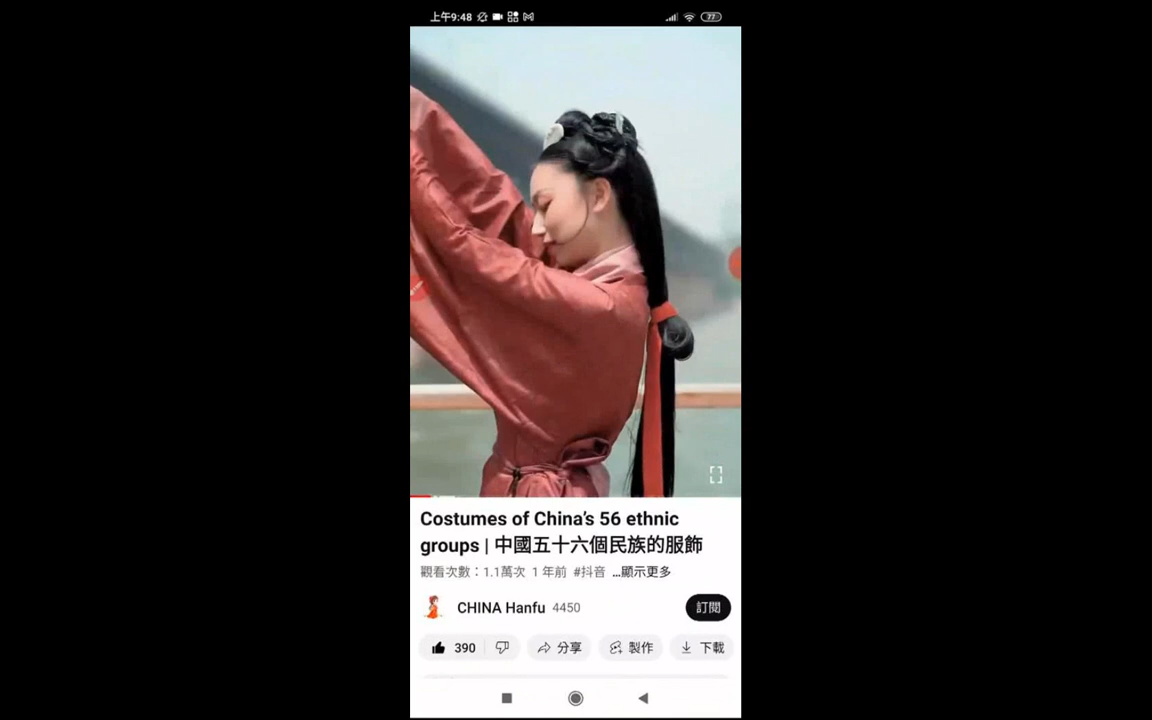 上午9:48
77
Costumes of China's 56 ethnic
groups | 中國五十六個民族的服飾
觀看次數：1.1萬次 1 年前 #抖音 ...顯示更多
CHINA Hanfu 4450 訂閱
390 分享 製作 下載